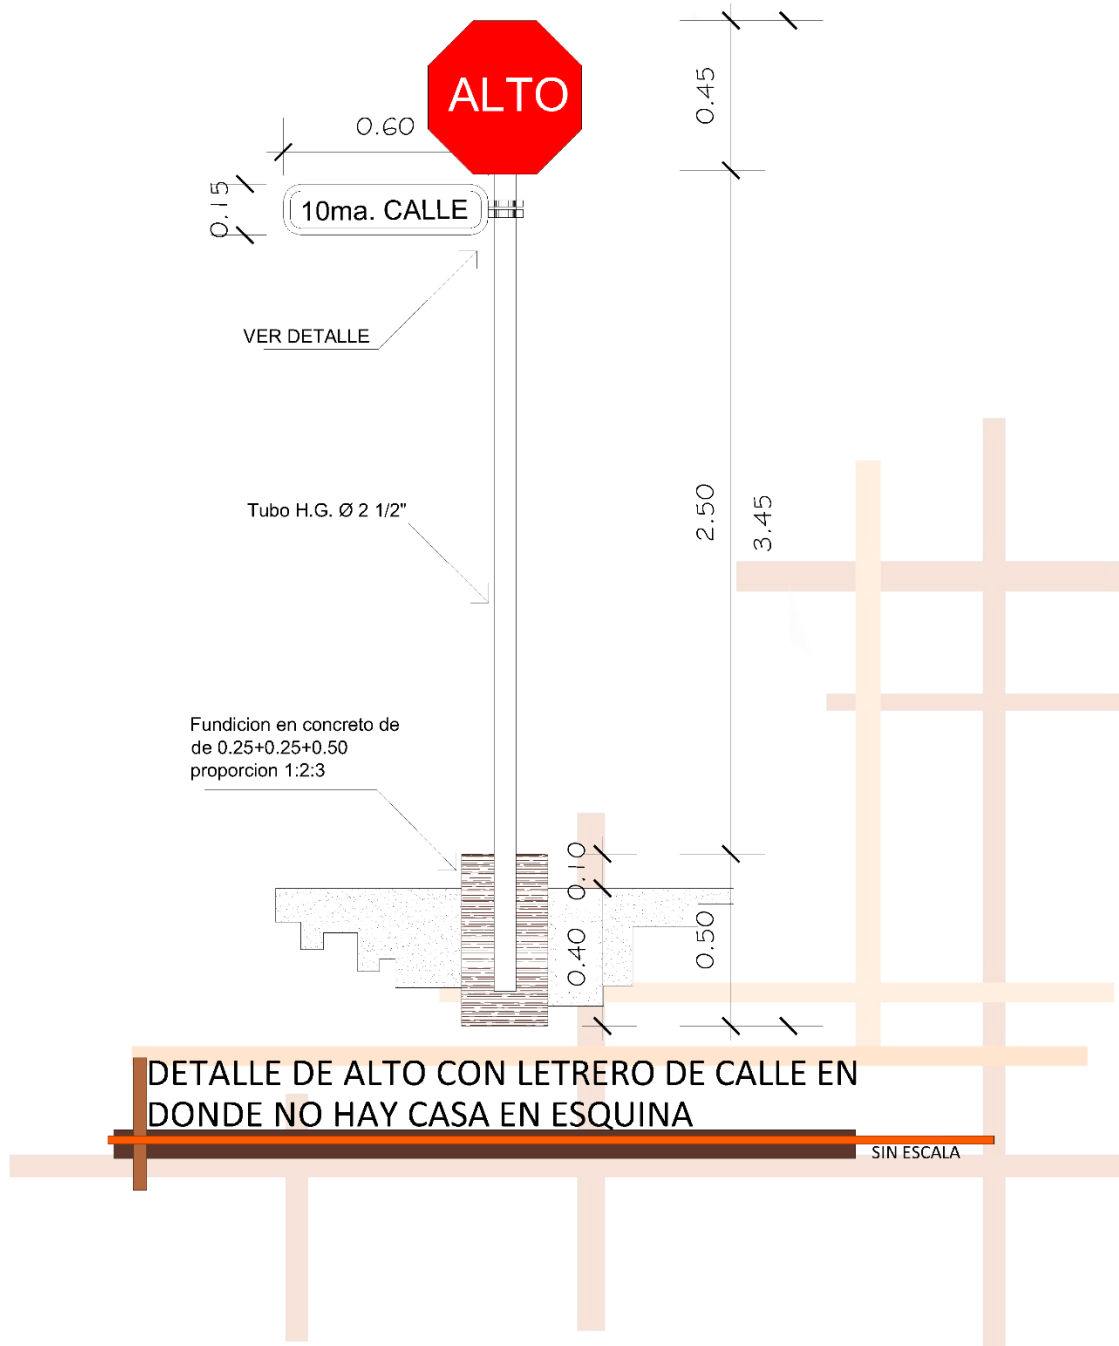 ALTO
0.45
0.60
0.15
10ma. CALLE
VER DETALLE
2.50
3.45
Tubo H.G. Ø 2 1/2"
Fundicion en concreto de
de 0.25+0.25+0.50
proporcion 1:2:3
0.10
0.40
0.50
DETALLE DE ALTO CON LETRERO DE CALLE EN
DONDE NO HAY CASA EN ESQUINA
SIN ESCALA